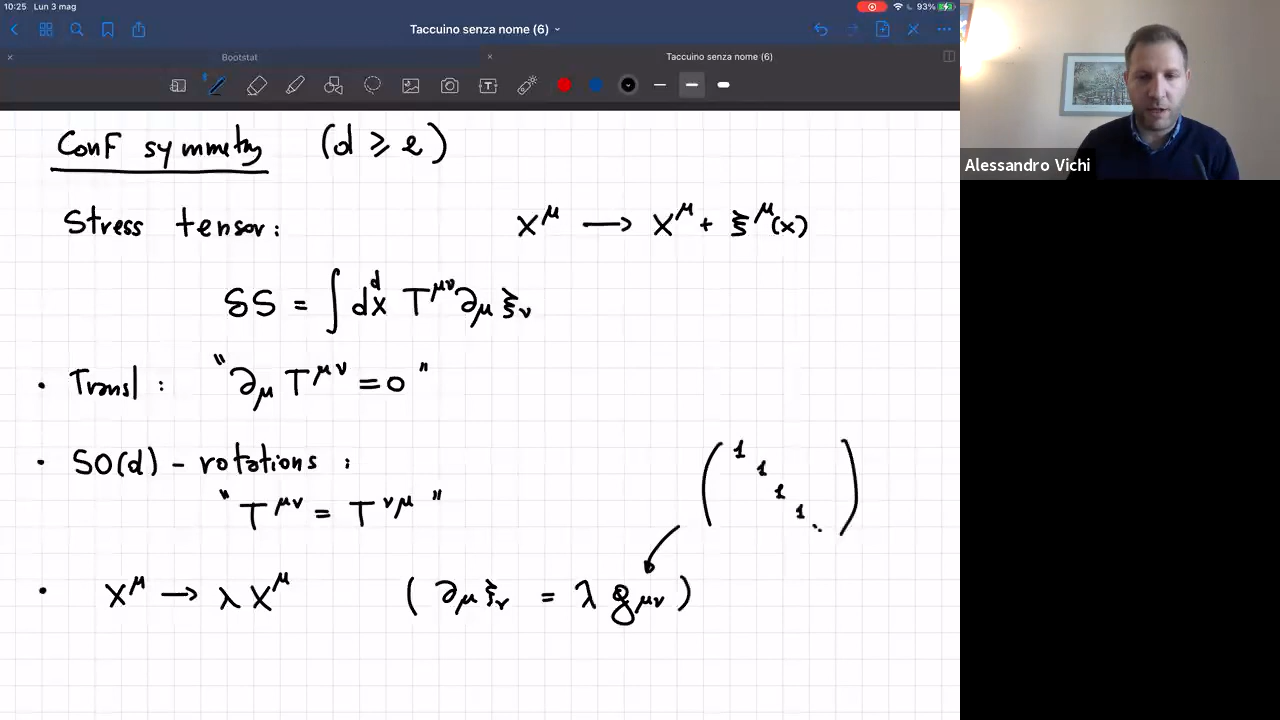 10:25 Lun 3 mag
93%
Taccuino senza nome (6)
Bootstat
Taccuino senza nome (6)
Conf symmetry (d ≥ 2)
Stress tensor: x^μ → x^μ + ξ^μ(x)
δS = ∫ d^d x T^{μν} ∂_μ ξ_ν
• Transl : "∂_μ T^{μν} = 0"
• SO(d) - rotations :
"T^{μν} = T^{νμ}"
( 1 1 1 1 ⋱ )
• x^μ → λ x^μ ( ∂_μ ξ_ν = λ g_{μν} )
Alessandro Vichi